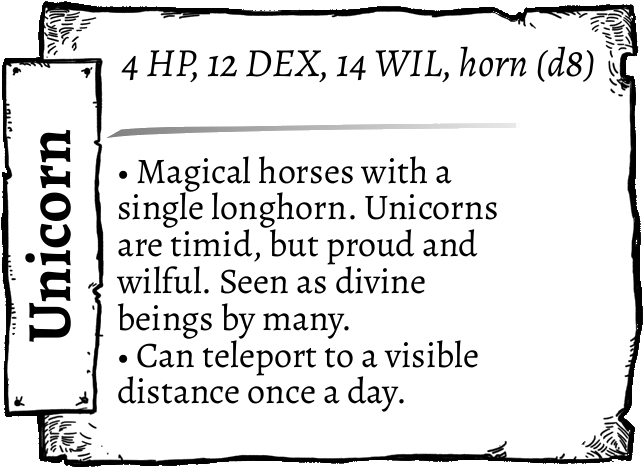 Unicorn
4 HP, 12 DEX, 14 WIL, horn (d8)
• Magical horses with a
single longhorn. Unicorns
are timid, but proud and
wilful. Seen as divine
beings by many.
• Can teleport to a visible
distance once a day.